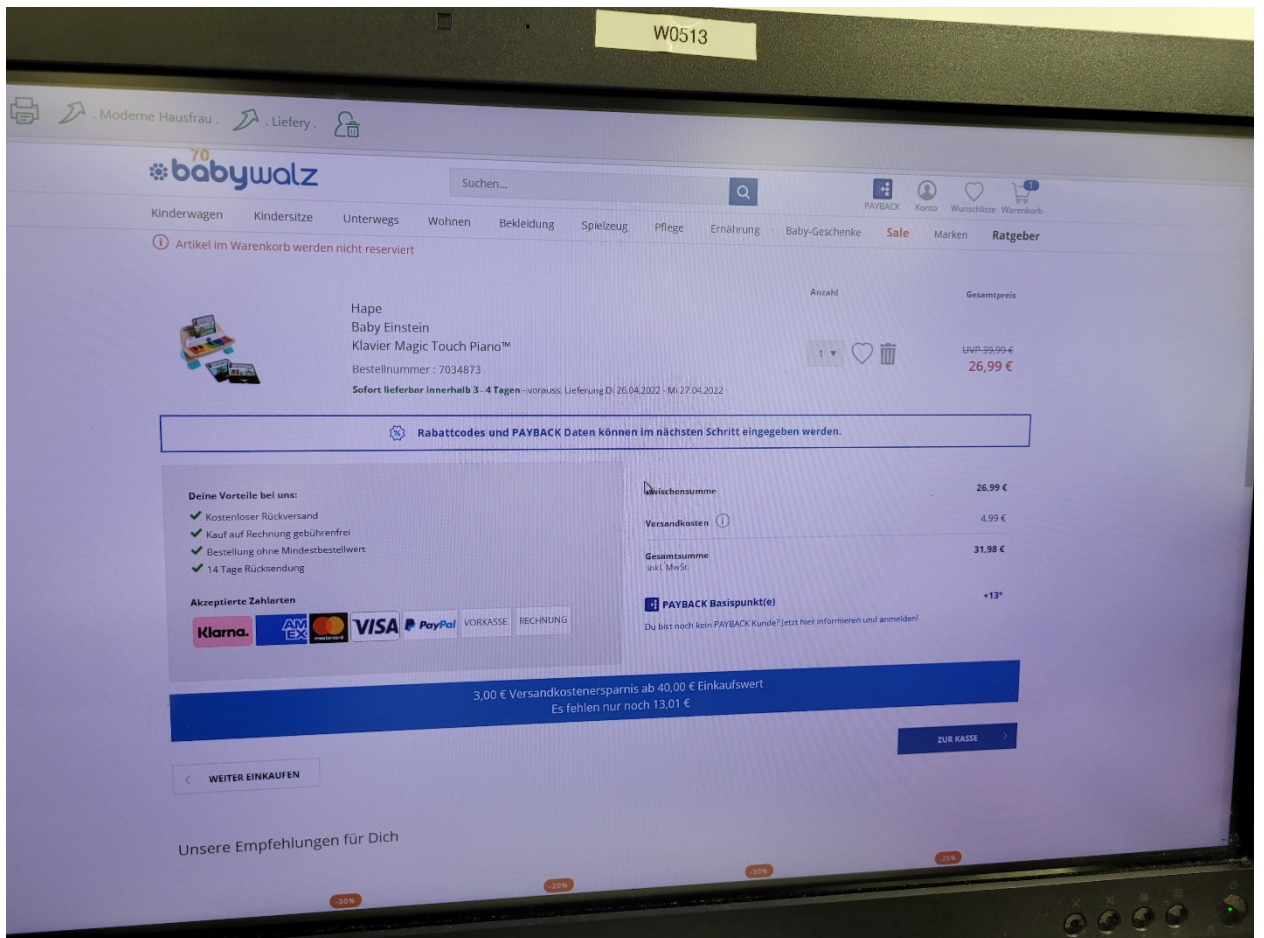 W0513
. Moderne Hausfrau .
. Liefery .
70
babywalz
Suchen...
PAYBACK
Konto
Wunschliste
Warenkorb
1
Kinderwagen
Kindersitze
Unterwegs
Wohnen
Bekleidung
Spielzeug
Pflege
Ernährung
Baby-Geschenke
Sale
Marken
Ratgeber
Artikel im Warenkorb werden nicht reserviert
Anzahl
Gesamtpreis
Hape
Baby Einstein
Klavier Magic Touch Piano™
Bestellnummer : 7034873
Sofort lieferbar innerhalb 3 - 4 Tagen - vorauss. Lieferung Di 26.04.2022 - Mi 27.04.2022
1
UVP 39,99 €
26,99 €
Rabattcodes und PAYBACK Daten können im nächsten Schritt eingegeben werden.
Deine Vorteile bei uns:
Kostenloser Rückversand
Kauf auf Rechnung gebührenfrei
Bestellung ohne Mindestbestellwert
14 Tage Rücksendung
Akzeptierte Zahlarten
Klarna.
AMEX
mastercard
VISA
PayPal
VORKASSE
RECHNUNG
Zwischensumme 26,99 €
Versandkosten 4,99 €
Gesamtsumme 31,98 €
inkl. MwSt.
PAYBACK Basispunkt(e) +13°
Du bist noch kein PAYBACK Kunde? Jetzt hier informieren und anmelden!
3,00 € Versandkostenersparnis ab 40,00 € Einkaufswert
Es fehlen nur noch 13,01 €
ZUR KASSE
WEITER EINKAUFEN
Unsere Empfehlungen für Dich
-30%
-20%
-30%
-25%